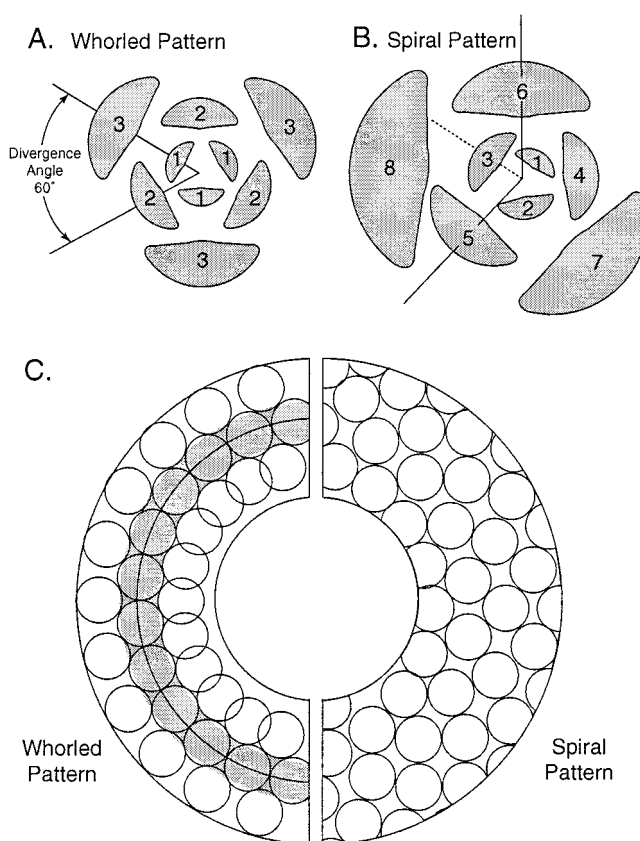 A. Whorled Pattern
3
2
3
1
1
Divergence
Angle
60°
2
1
2
3
B. Spiral Pattern
6
8
3
1
4
2
5
7
C.
Whorled
Pattern
Spiral
Pattern